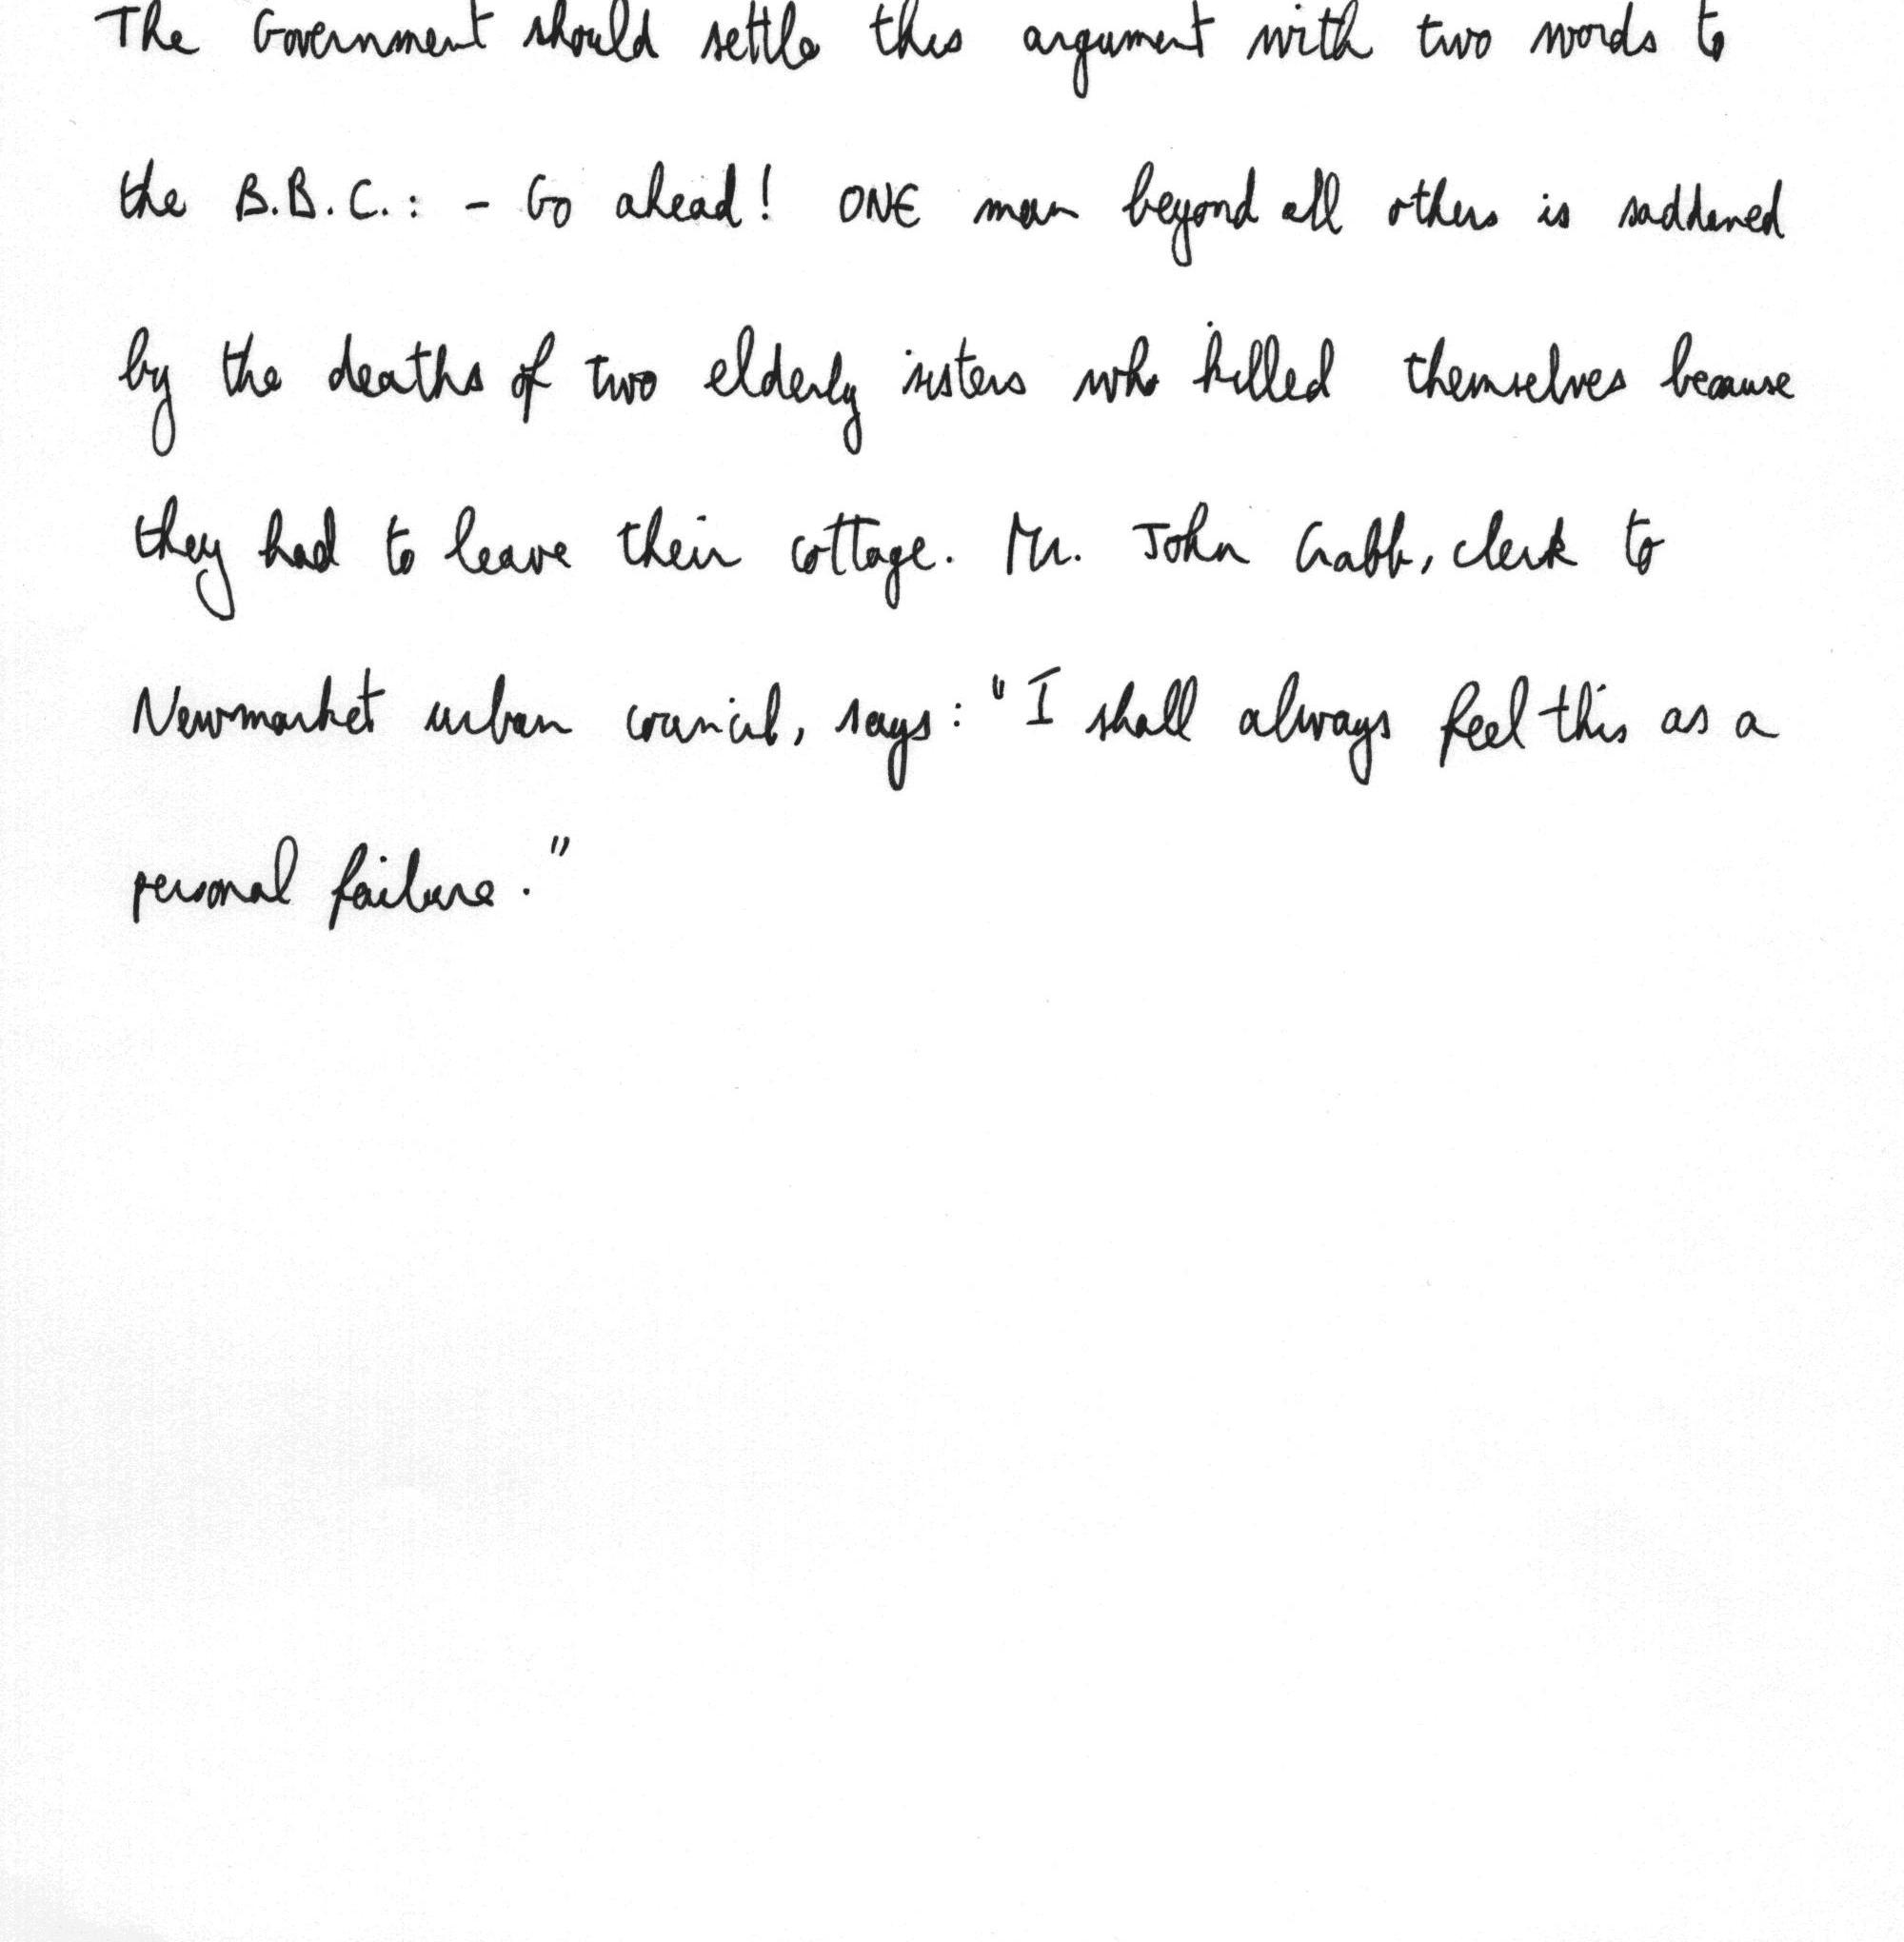 The Government should settle this argument with two words to
the B.B.C.: - Go ahead! ONE man beyond all others is saddened
by the deaths of two elderly sisters who killed themselves because
they had to leave their cottage. Mr. John Gabb, clerk to
Newmarket urban council, says: "I shall always feel this as a
personal failure."